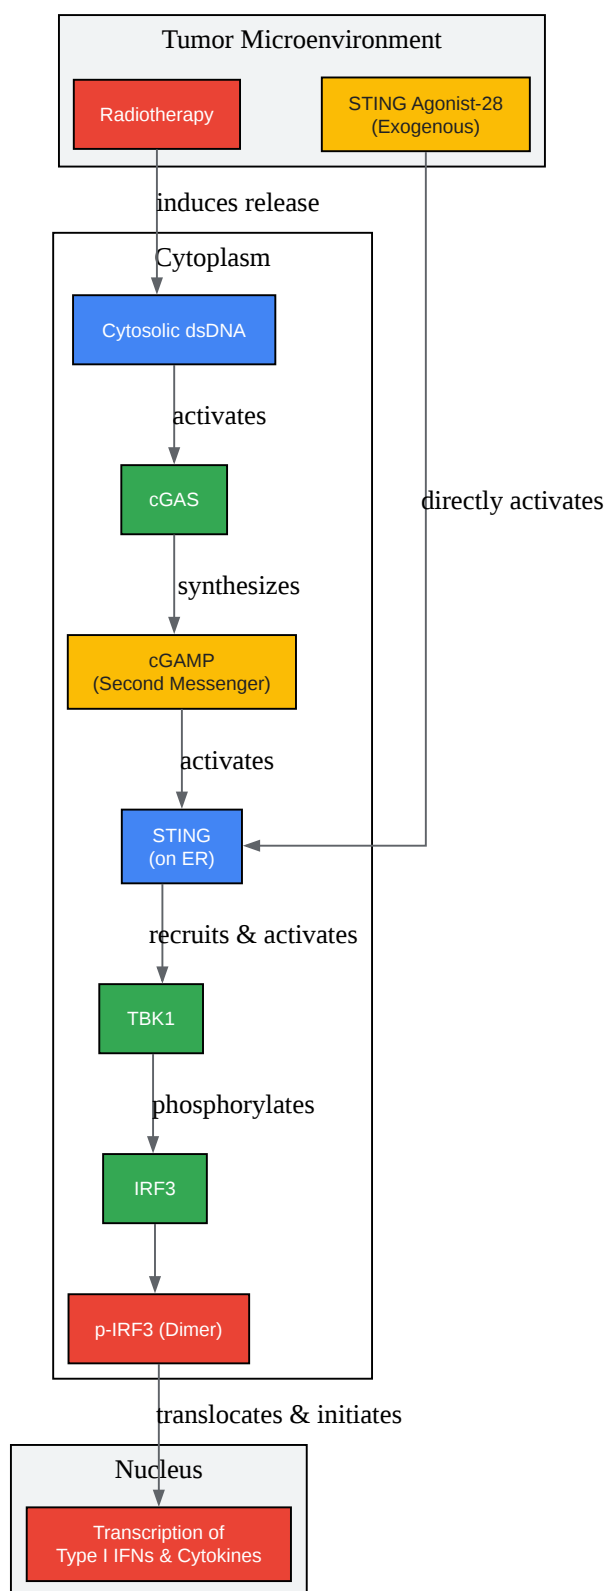 Tumor Microenvironment
Radiotherapy
STING Agonist-28
(Exogenous)
induces release
Cytoplasm
Cytosolic dsDNA
activates
cGAS
directly activates
synthesizes
cGAMP
(Second Messenger)
activates
STING
(on ER)
recruits & activates
TBK1
phosphorylates
IRF3
p-IRF3 (Dimer)
translocates & initiates
Nucleus
Transcription of
Type I IFNs & Cytokines